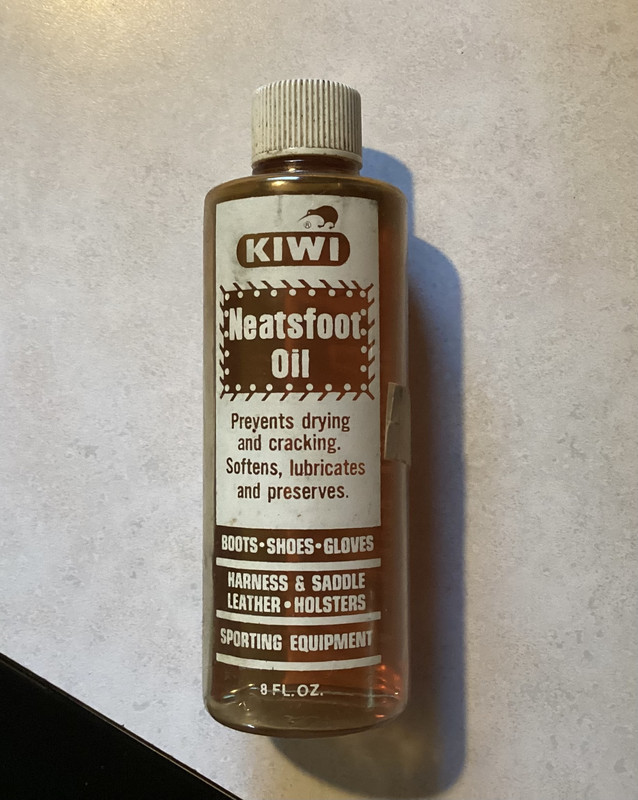 ®
KIWI
Neatsfoot
Oil
Prevents drying
and cracking.
Softens, lubricates
and preserves.
BOOTS•SHOES•GLOVES
HARNESS & SADDLE
LEATHER•HOLSTERS
SPORTING EQUIPMENT
8 FL. OZ.